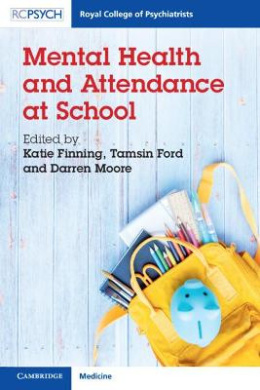 RCPSYCH Royal College of Psychiatrists
Mental Health
and Attendance
at School
Edited by
Katie Finning, Tamsin Ford
and Darren Moore
CAMBRIDGE Medicine